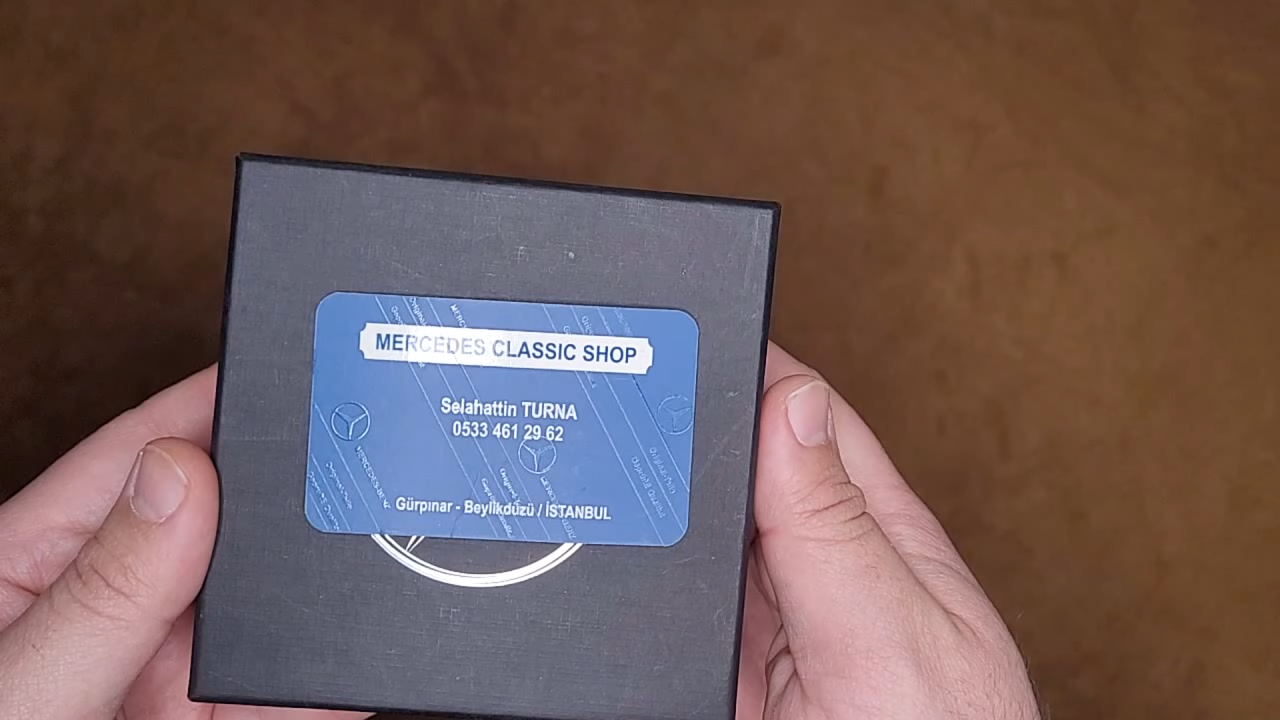 MERCEDES CLASSIC SHOP
Selahattin TURNA
0533 461 29 62
Gürpınar - Beylikdüzü / İSTANBUL